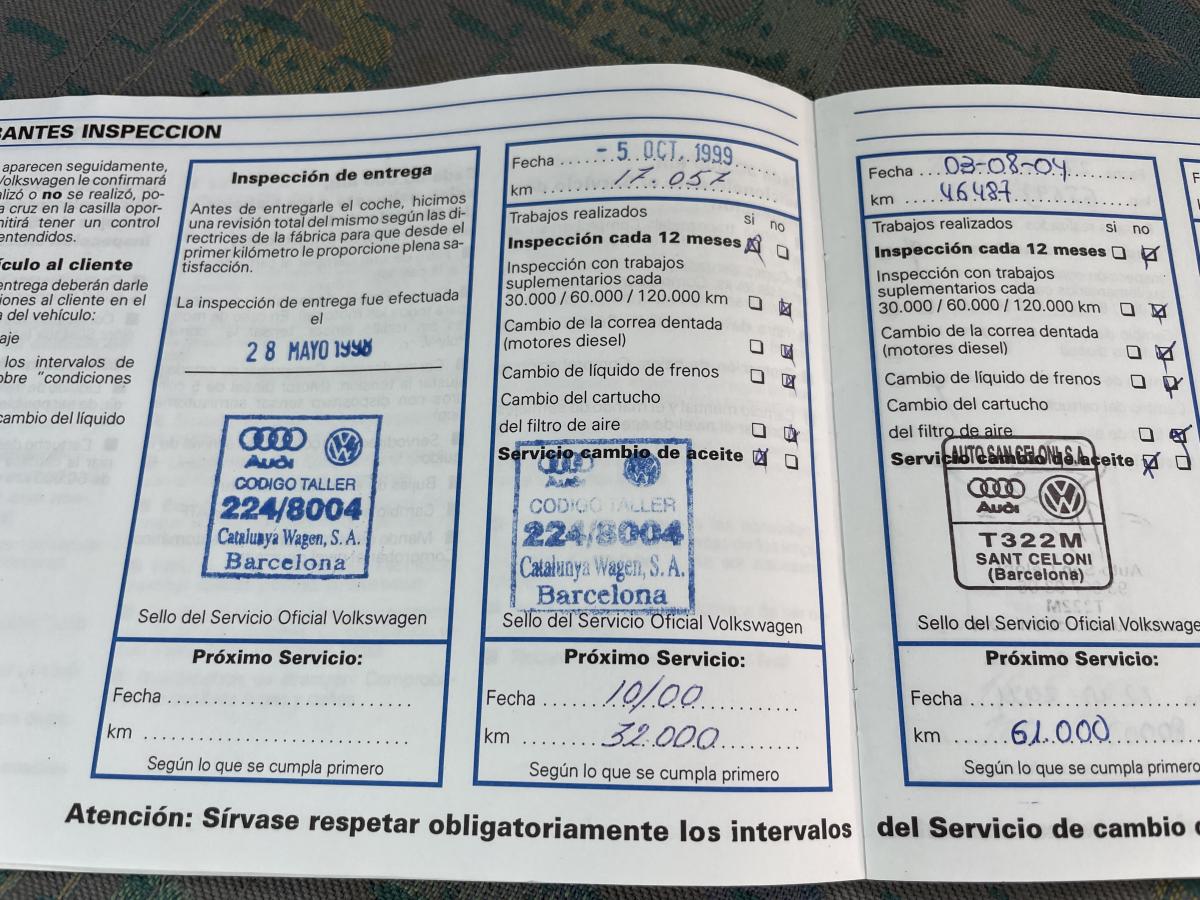 ANTES INSPECCION
aparecen seguidamente,
Volkswagen le confirmará
lizó o no se realizó, po-
a cruz en la casilla opor-
mitirá tener un control
entendidos.
ículo al cliente
entrega deberán darle
iones al cliente en el
a del vehículo:
aje
los intervalos de
obre "condiciones
cambio del líquido
Inspección de entrega
Antes de entregarle el coche, hicimos
una revisión total del mismo según las di-
rectrices de la fábrica para que desde el
primer kilómetro le proporcione plena sa-
tisfacción.
La inspección de entrega fue efectuada
el
28 MAYO 1998
Audi
CODIGO TALLER
224/8004
Catalunya Wagen, S. A.
Barcelona
Sello del Servicio Oficial Volkswagen
Próximo Servicio:
Fecha
km
Según lo que se cumpla primero
Fecha - 5 OCT. 1999
km 17.057
Trabajos realizados si no
Inspección cada 12 meses
Inspección con trabajos
suplementarios cada
30.000 / 60.000 / 120.000 km
Cambio de la correa dentada
(motores diesel)
Cambio de líquido de frenos
Cambio del cartucho
del filtro de aire
Servicio cambio de aceite
Audi
CODIGO TALLER
224/8004
Catalunya Wagen, S. A.
Barcelona
Sello del Servicio Oficial Volkswagen
Próximo Servicio:
Fecha 10/00
km 32.000
Según lo que se cumpla primero
Fecha 03-08-04
km 46487
Trabajos realizados si no
Inspección cada 12 meses
Inspección con trabajos
suplementarios cada
30.000 / 60.000 / 120.000 km
Cambio de la correa dentada
(motores diesel)
Cambio de líquido de frenos
Cambio del cartucho
del filtro de aire
Servicio cambio de aceite
AUTO SAN CELONI, S.A.
Audi
T322M
SANT CELONI
(Barcelona)
Sello del Servicio Oficial Volkswage
Próximo Servicio:
Fecha
km 61.000
Según lo que se cumpla primero
Atención: Sírvase respetar obligatoriamente los intervalos del Servicio de cambio